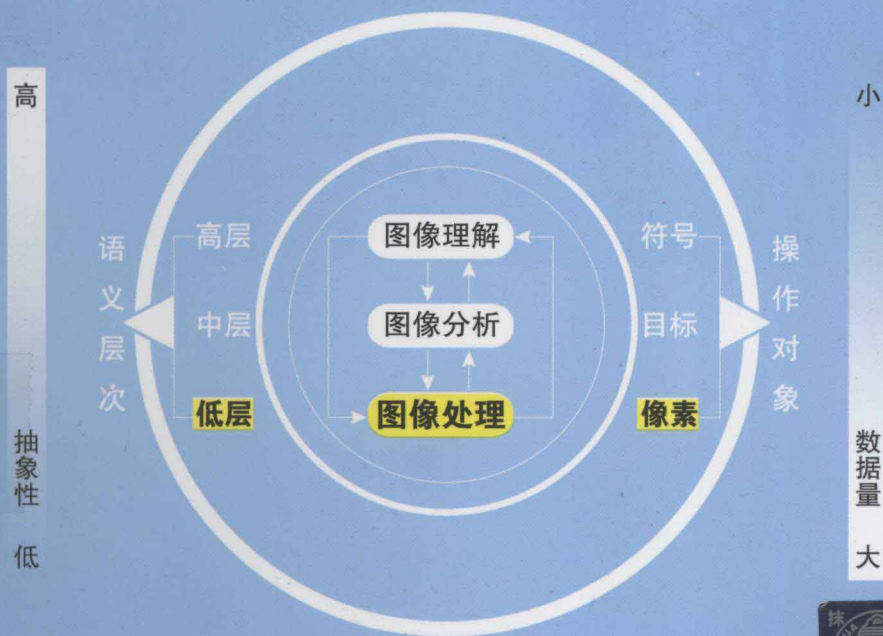 高
小
语义层次
高层
图像理解
符号
操作对象
中层
图像分析
目标
低层
图像处理
像素
抽象性
低
数据量
大
抹